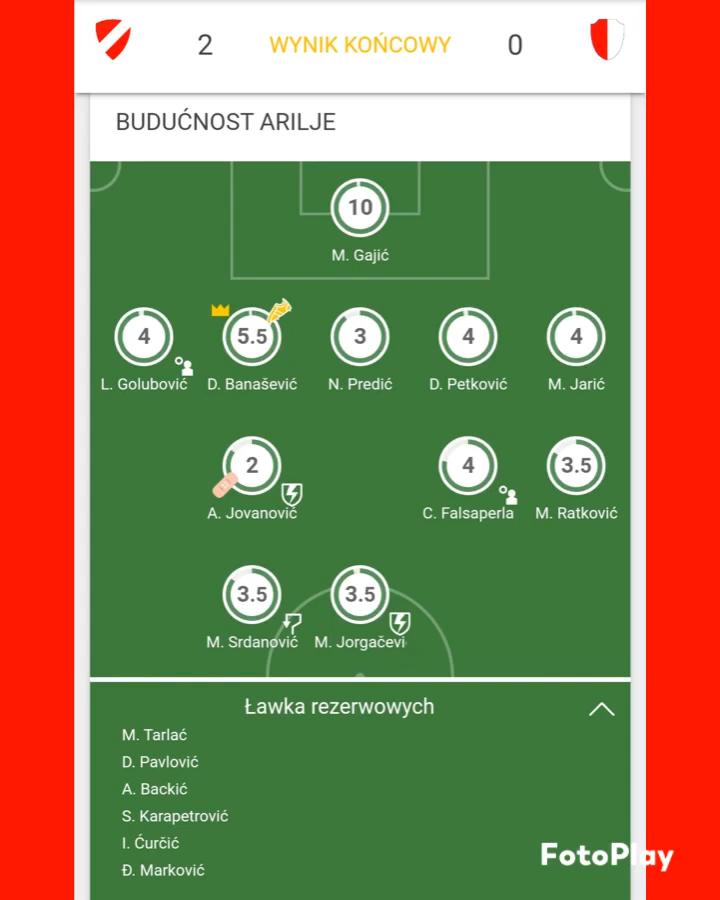 2 WYNIK KOŃCOWY 0
BUDUĆNOST ARILJE
10
M. Gajić
4 5.5 3 4 4
L. Golubović D. Banašević N. Predić D. Petković M. Jarić
2 4 3.5
A. Jovanović C. Falsaperla M. Ratković
3.5 3.5
M. Srdanović M. Jorgačevi
Ławka rezerwowych
M. Tarlać
D. Pavlović
A. Backić
S. Karapetrović
I. Ćurčić
Đ. Marković
FotoPlay